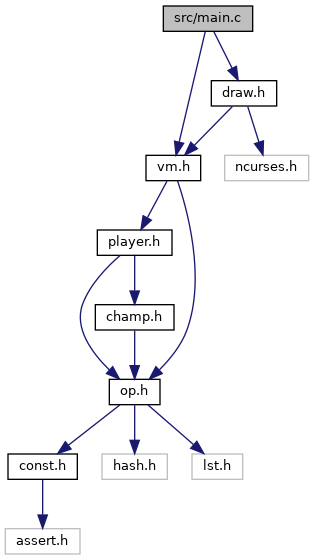 src/main.c
draw.h
vm.h
ncurses.h
player.h
champ.h
op.h
const.h
hash.h
lst.h
assert.h